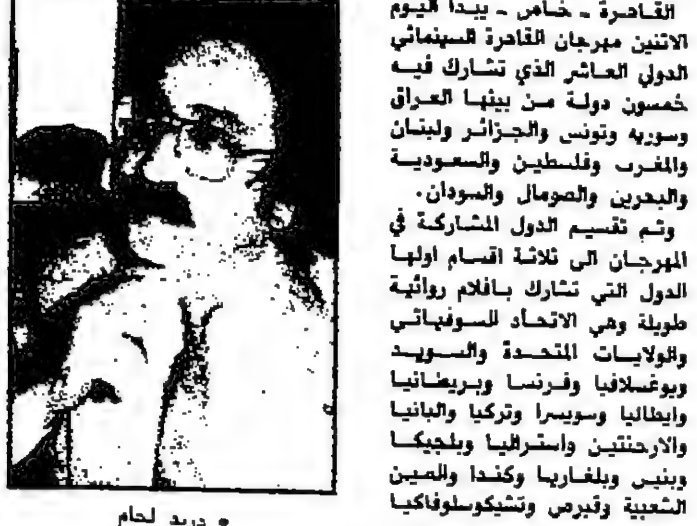 القاهرة - خاص - يبدأ اليوم
الاثنين مهرجان القاهرة السينمائي
الدولي العاشر الذي تشارك فيه
خمسون دولة من بينها العراق
وسوريه وتونس والجزائر ولبنان
والمغرب وفلسطين والسعودية
والبحرين والصومال والسودان.
وتم تقسيم الدول المشاركة في
المهرجان الى ثلاثة اقسام اولها
الدول التي تشارك بافلام روائية
طويلة وهي الاتحاد السوفياتي
والولايات المتحدة والسويد
ويوغسلافيا وفرنسا وبريطانيا
وايطاليا وسويسرا وتركيا والبانيا
والارجنتين واستراليا وبلجيكا
وبنيس وبلغاريا وكندا والصين
الشعبية وقبرص وتشيكوسلوفاكيا
• دريد لحام